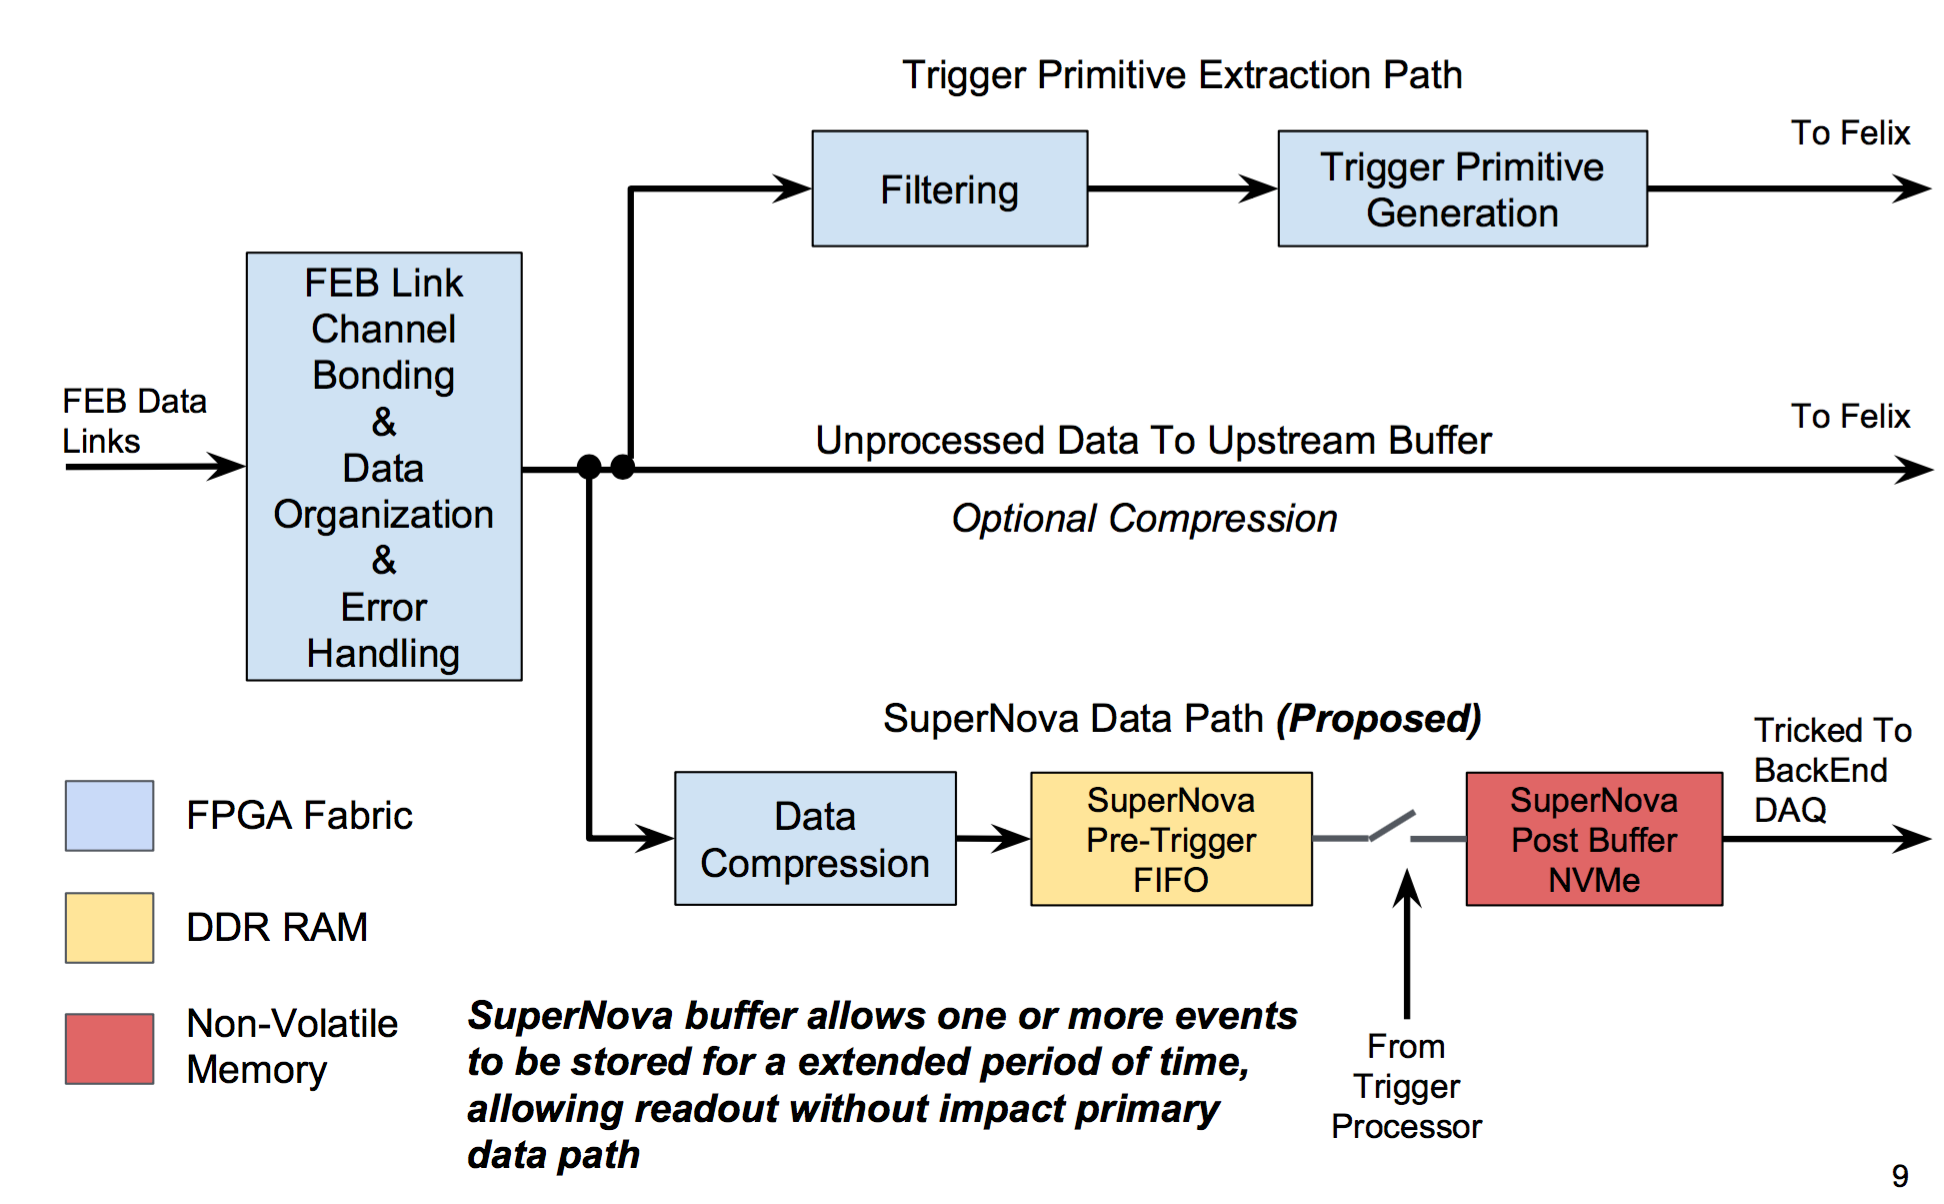 Trigger Primitive Extraction Path
To Felix
Filtering
Trigger Primitive
Generation
FEB Link
Channel
Bonding
&
Data
Organization
&
Error
Handling
FEB Data
Links
To Felix
Unprocessed Data To Upstream Buffer
Optional Compression
SuperNova Data Path (Proposed)
Tricked To
BackEnd
DAQ
Data
Compression
SuperNova
Pre-Trigger
FIFO
SuperNova
Post Buffer
NVMe
From
Trigger
Processor
FPGA Fabric
DDR RAM
Non-Volatile
Memory
SuperNova buffer allows one or more events
to be stored for a extended period of time,
allowing readout without impact primary
data path
9